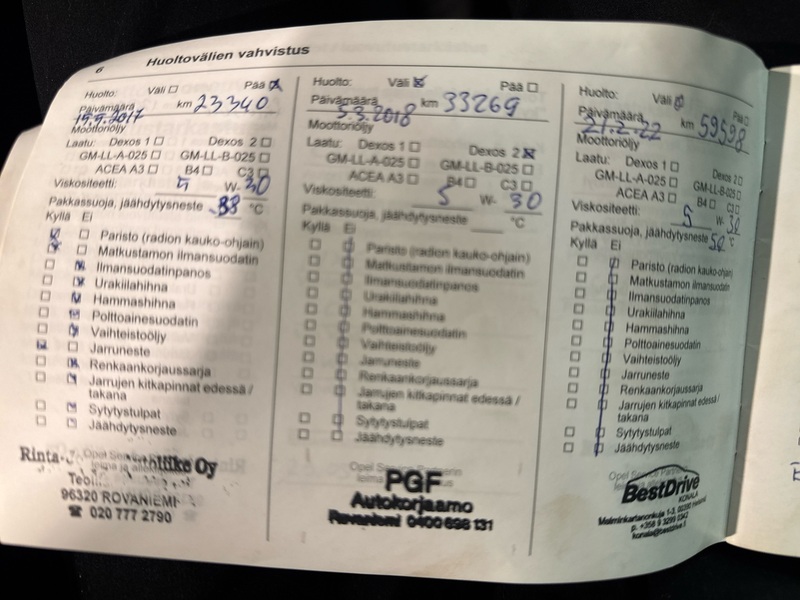 6 Huoltovälien vahvistus
Huolto: Väli ☐ Pää ☒
Päivämäärä km 23340
15.9.2017
Moottoriöljy
Laatu: Dexos 1 ☐ Dexos 2 ☐
GM-LL-A-025 ☐ GM-LL-B-025 ☐
ACEA A3 ☐ B4 ☐ C3 ☐
Viskositeetti: 5 W- 30
Pakkassuoja, jäähdytysneste -38 °C
Kyllä Ei
☒ ☐ Paristo (radion kauko-ohjain)
☒ ☐ Matkustamon ilmansuodatin
☐ ☒ Ilmansuodatinpanos
☐ ☒ Urakiilahihna
☐ ☒ Hammashihna
☐ ☒ Polttoainesuodatin
☐ ☒ Vaihteistoöljy
☒ ☐ Jarruneste
☐ ☒ Renkaankorjaussarja
☐ ☒ Jarrujen kitkapinnat edessä /
takana
☐ ☒ Sytytystulpat
☐ ☒ Jäähdytysneste
96320 ROVANIEMI
☎ 020 777 2790
Huolto: Väli ☒ Pää ☐
Päivämäärä km 33269
5.3.2018
Moottoriöljy
Laatu: Dexos 1 ☐ Dexos 2 ☒
GM-LL-A-025 ☐ GM-LL-B-025 ☐
ACEA A3 ☐ B4 ☐ C3 ☐
Viskositeetti: 5 W- 30
Pakkassuoja, jäähdytysneste °C
Kyllä Ei
☐ ☐ Paristo (radion kauko-ohjain)
☐ ☐ Matkustamon ilmansuodatin
☐ ☐ Ilmansuodatinpanos
☐ ☐ Urakiilahihna
☐ ☐ Hammashihna
☐ ☐ Polttoainesuodatin
☐ ☐ Vaihteistoöljy
☐ ☐ Jarruneste
☐ ☐ Renkaankorjaussarja
☐ ☐ Jarrujen kitkapinnat edessä /
takana
☐ ☐ Sytytystulpat
☐ ☐ Jäähdytysneste
PGF
Autokorjaamo
Rovaniemi 0400 698 131
Huolto: Väli ☒ Pää ☐
Päivämäärä km 59598
21.2.22
Moottoriöljy
Laatu: Dexos 1 ☐ Dexos 2 ☐
GM-LL-A-025 ☐ GM-LL-B-025 ☐
ACEA A3 ☐ B4 ☐ C3 ☐
Viskositeetti: 5 W- 30
Pakkassuoja, jäähdytysneste
Kyllä Ei
☐ ☐ Paristo (radion kauko-ohjain)
☐ ☐ Matkustamon ilmansuodatin
☐ ☐ Ilmansuodatinpanos
☐ ☐ Urakiilahihna
☐ ☐ Hammashihna
☐ ☐ Polttoainesuodatin
☐ ☐ Vaihteistoöljy
☐ ☐ Jarruneste
☐ ☐ Renkaankorjaussarja
☐ ☐ Jarrujen kitkapinnat edessä /
takana
☐ ☐ Sytytystulpat
☐ ☐ Jäähdytysneste
BestDrive
KONALA